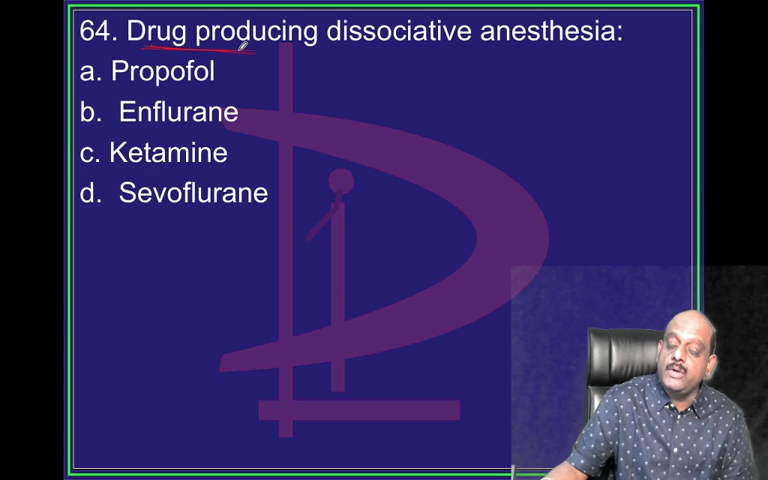 64. Drug producing dissociative anesthesia:
a. Propofol
b. Enflurane
c. Ketamine
d. Sevoflurane